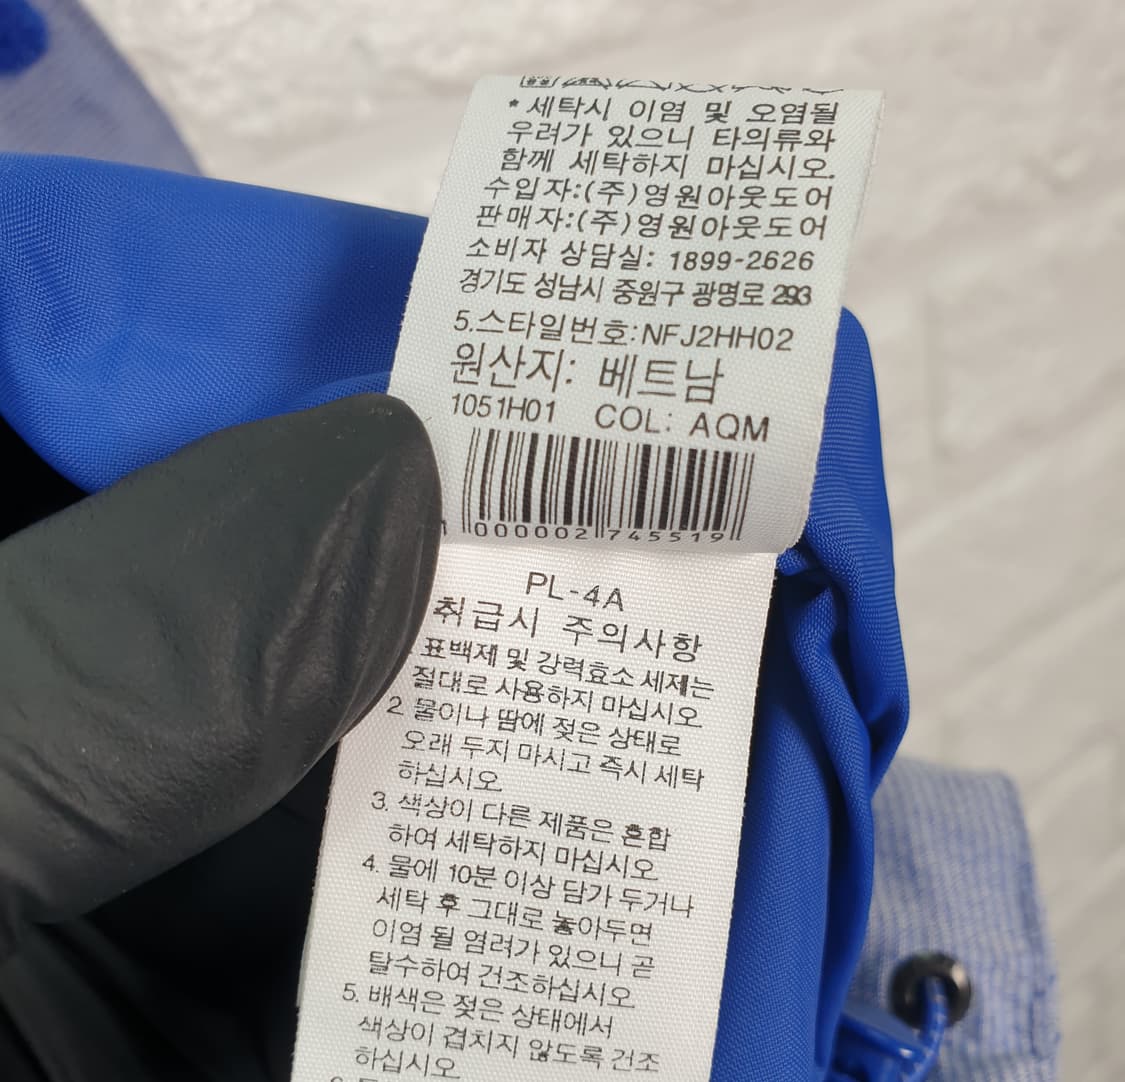 * 세탁시 이염 및 오염될
우려가 있으니 타의류와
함께 세탁하지 마십시오.
수입자:(주)영원아웃도어
판매자:(주)영원아웃도어
소비자 상담실: 1899-2626
경기도 성남시 중원구 광명로 293
5.스타일번호:NFJ2HH02
원산지: 베트남
1051H01 COL: AQM
1 000002 745519
PL-4A
취급시 주의사항
표백제 및 강력효소 세제는
절대로 사용하지 마십시오
2 물이나 땀에 젖은 상태로
오래 두지 마시고 즉시 세탁
하십시오.
3. 색상이 다른 제품은 혼합
하여 세탁하지 마십시오.
4. 물에 10분 이상 담가 두거나
세탁 후 그대로 놓아두면
이염 될 염려가 있으니 곧
탈수하여 건조하십시오.
5. 배색은 젖은 상태에서
색상이 겹치지 않도록 건조
하십시오.